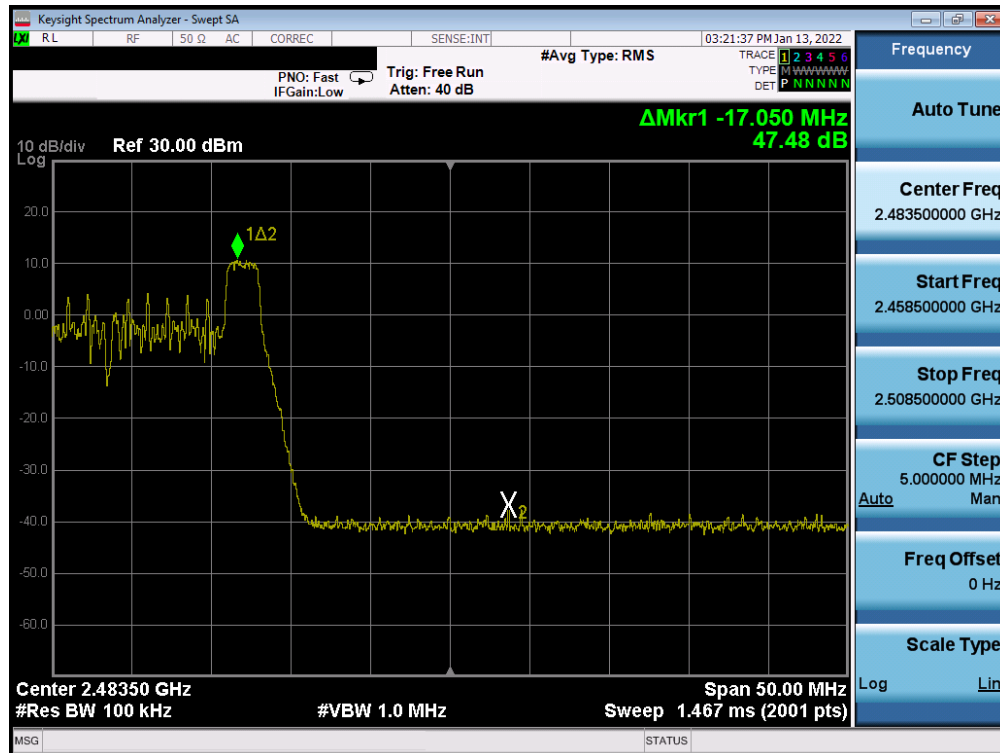 Keysight Spectrum Analyzer - Swept SA
LXI RL RF 50 Ω AC CORREC SENSE:INT 03:21:37 PM Jan 13, 2022
#Avg Type: RMS
TRACE 1 2 3 4 5 6
PNO: Fast Trig: Free Run
TYPE M WWWWW
IFGain:Low Atten: 40 dB
DET P N N N N N
ΔMkr1 -17.050 MHz
47.48 dB
10 dB/div Ref 30.00 dBm
Log
20.0
1Δ2
10.0
0.00
-10.0
-20.0
-30.0
-40.0
X2
-50.0
-60.0
Center 2.48350 GHz Span 50.00 MHz
#Res BW 100 kHz #VBW 1.0 MHz Sweep 1.467 ms (2001 pts)
MSG STATUS
Frequency
Auto Tune
Center Freq
2.483500000 GHz
Start Freq
2.458500000 GHz
Stop Freq
2.508500000 GHz
CF Step
5.000000 MHz
Auto Man
Freq Offset
0 Hz
Scale Type
Log Lin